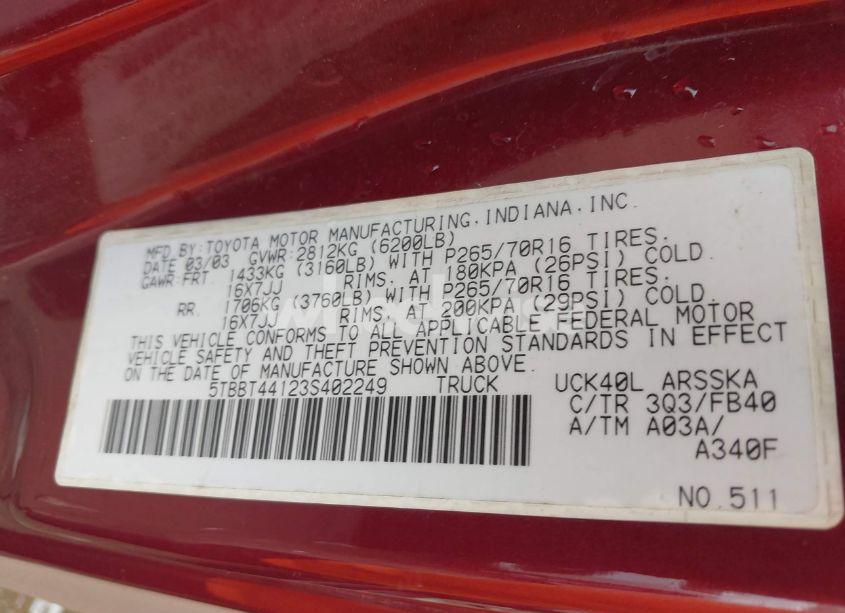 MFD.BY:TOYOTA MOTOR MANUFACTURING.INDIANA.INC.
DATE 03/03 GVWR:2812KG (6200LB)
GAWR:FRT. 1433KG (3160LB) WITH P265/70R16 TIRES.
16X7JJ RIMS. AT 180KPA (26PSI) COLD.
RR. 1706KG (3760LB) WITH P265/70R16 TIRES.
16X7JJ RIMS. AT 200KPA (29PSI) COLD.
THIS VEHICLE CONFORMS TO ALL APPLICABLE FEDERAL MOTOR
VEHICLE SAFETY AND THEFT PREVENTION STANDARDS IN EFFECT
ON THE DATE OF MANUFACTURE SHOWN ABOVE.
5TBBT44123S402249 TRUCK UCK40L ARSSKA
C/TR 3Q3/FB40
A/TM A03A/
A340F
NO.511